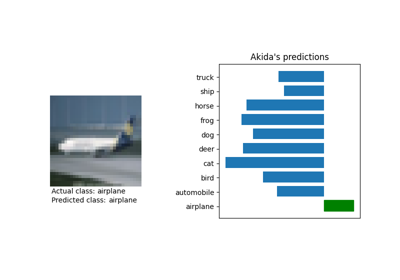 Akida's predictions
truck
ship
horse
frog
dog
deer
cat
bird
automobile
airplane
Actual class: airplane
Predicted class: airplane